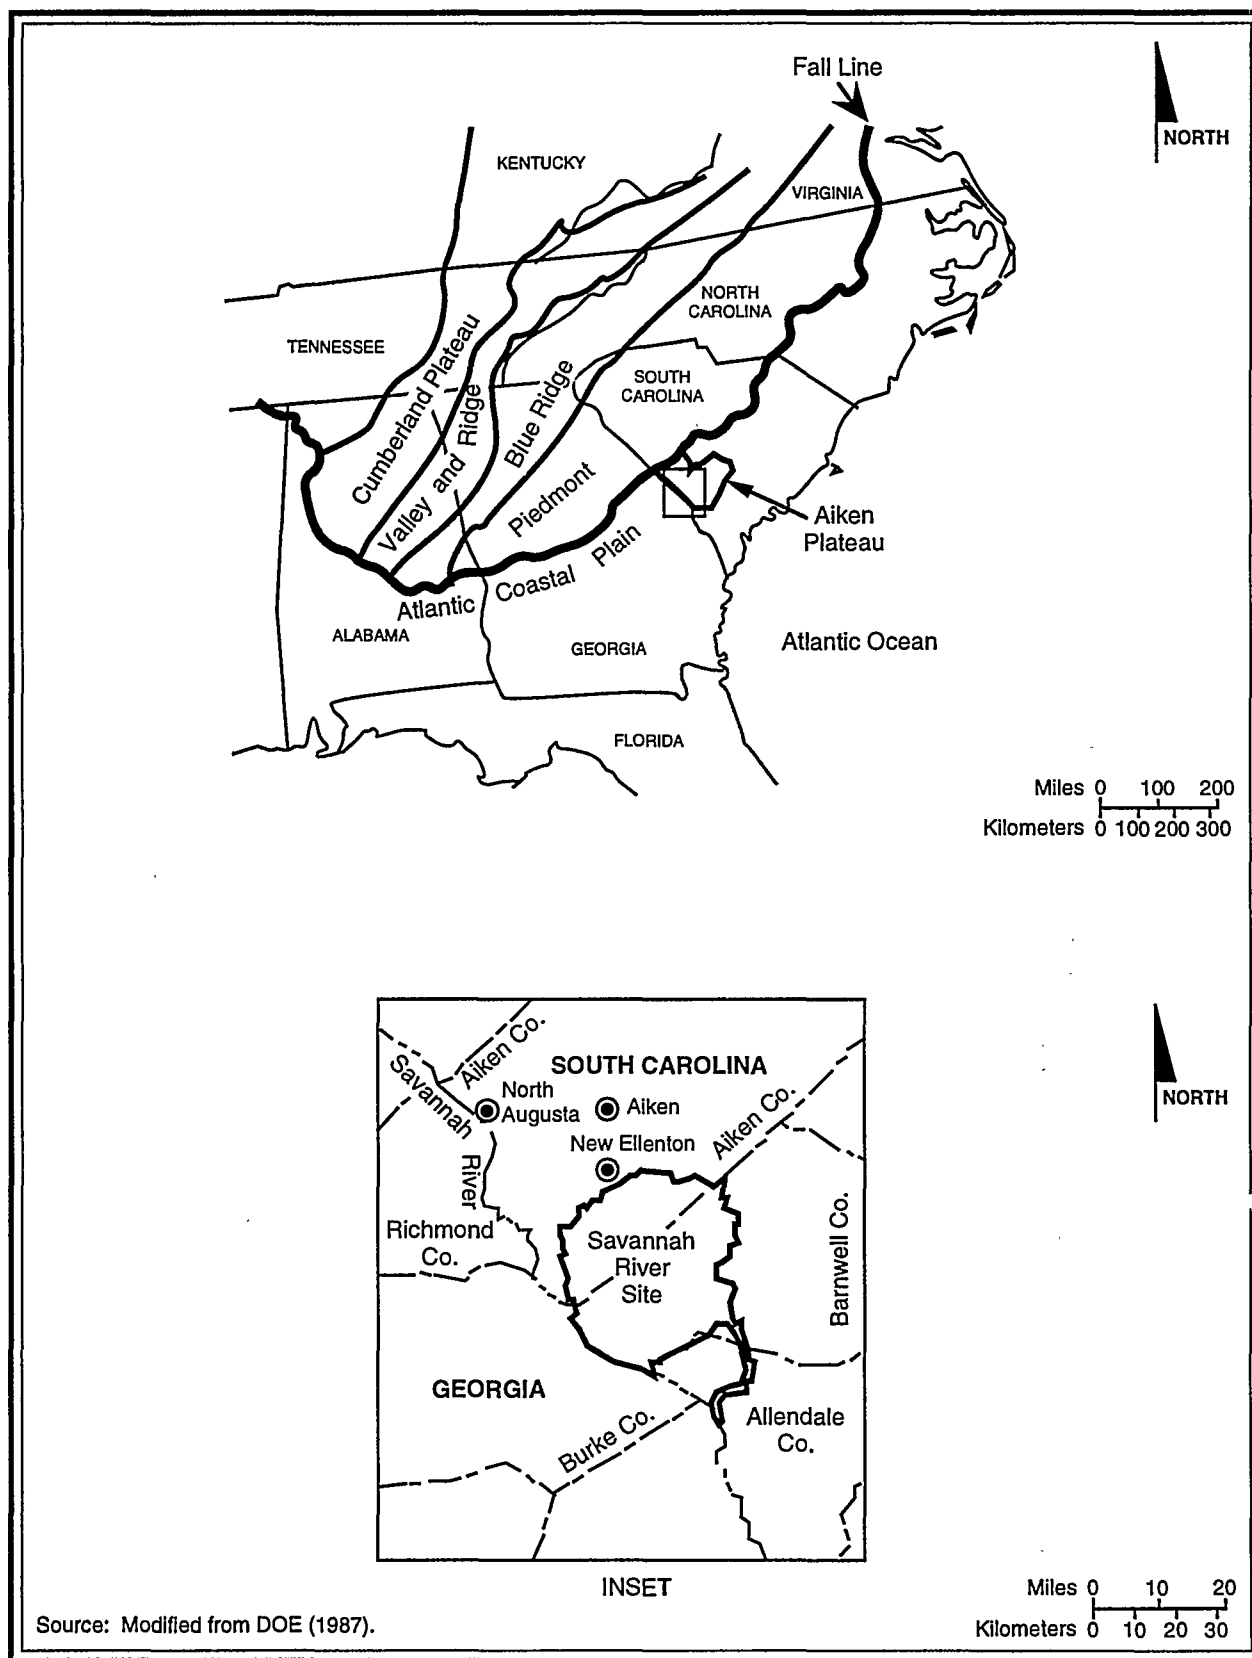 Fall Line
NORTH
KENTUCKY
VIRGINIA
NORTH
CAROLINA
TENNESSEE
SOUTH
CAROLINA
Cumberland Plateau
Valley and Ridge
Blue Ridge
Piedmont
Aiken
Plateau
Atlantic Coastal Plain
ALABAMA
GEORGIA
Atlantic Ocean
FLORIDA
Miles 0 100 200
Kilometers 0 100 200 300
Aiken Co.
SOUTH CAROLINA
NORTH
Savannah River
North
Augusta
Aiken
Aiken Co.
New Ellenton
Richmond
Co.
Savannah
River
Site
Barnwell Co.
GEORGIA
Burke Co.
Allendale
Co.
INSET
Miles 0 10 20
Kilometers 0 10 20 30
Source: Modified from DOE (1987).